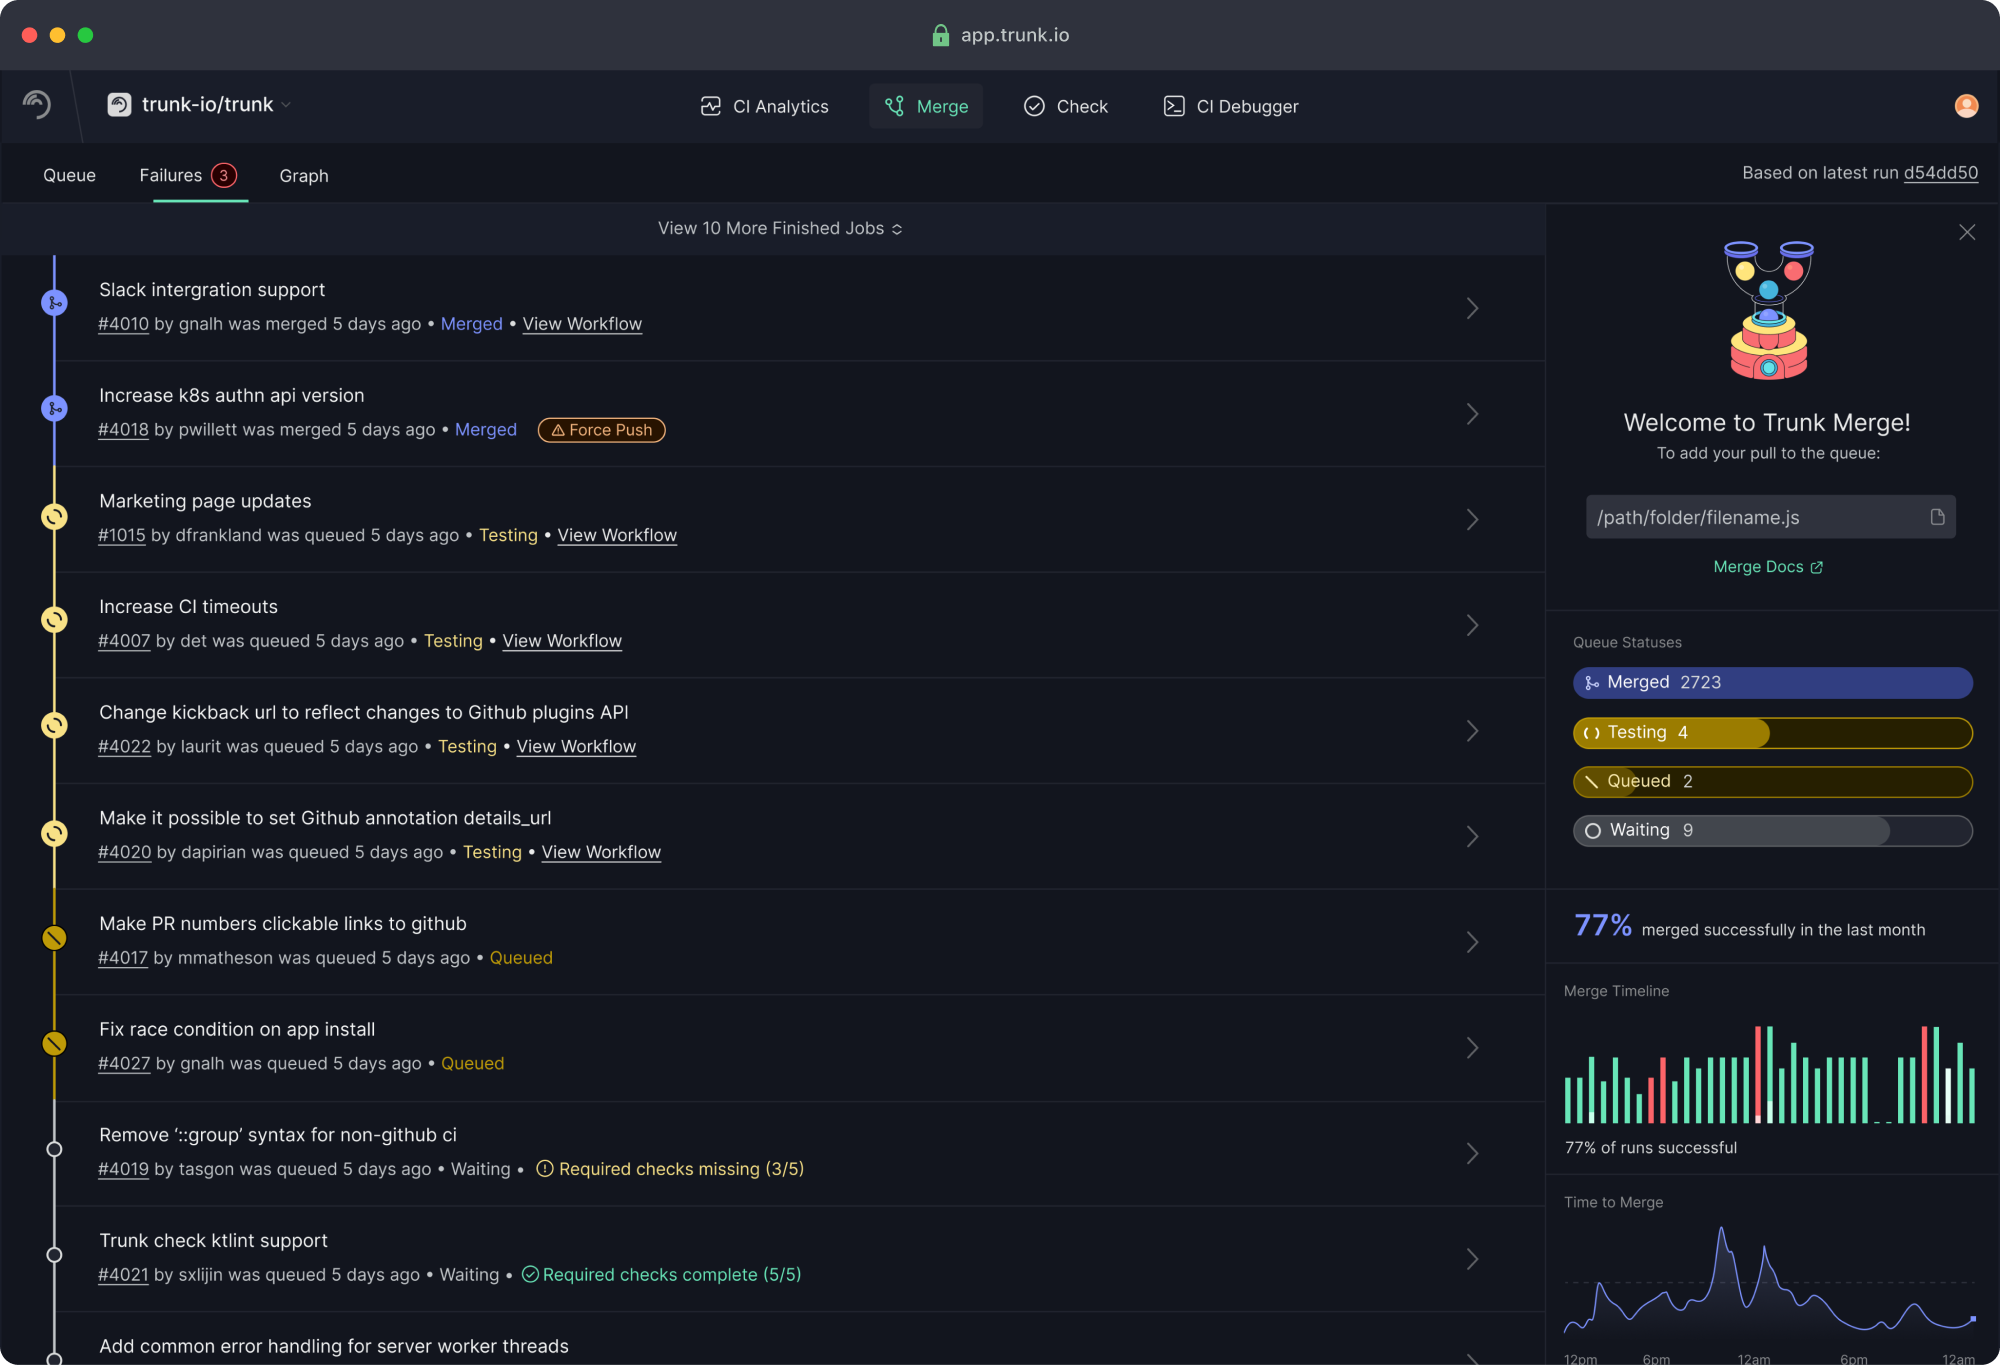 app.trunk.io
trunk-io/trunk
CI Analytics
Merge
Check
CI Debugger
Queue
Failures 3
Graph
Based on latest run d54dd50
View 10 More Finished Jobs
Slack intergration support
#4010 by gnalh was merged 5 days ago • Merged • View Workflow
Increase k8s authn api version
#4018 by pwillett was merged 5 days ago • Merged Force Push
Marketing page updates
#1015 by dfrankland was queued 5 days ago • Testing • View Workflow
Increase CI timeouts
#4007 by det was queued 5 days ago • Testing • View Workflow
Change kickback url to reflect changes to Github plugins API
#4022 by laurit was queued 5 days ago • Testing • View Workflow
Make it possible to set Github annotation details_url
#4020 by dapirian was queued 5 days ago • Testing • View Workflow
Make PR numbers clickable links to github
#4017 by mmatheson was queued 5 days ago • Queued
Fix race condition on app install
#4027 by gnalh was queued 5 days ago • Queued
Remove ‘::group’ syntax for non-github ci
#4019 by tasgon was queued 5 days ago • Waiting • Required checks missing (3/5)
Trunk check ktlint support
#4021 by sxlijin was queued 5 days ago • Waiting • Required checks complete (5/5)
Add common error handling for server worker threads
Welcome to Trunk Merge!
To add your pull to the queue:
/path/folder/filename.js
Merge Docs
Queue Statuses
Merged 2723
Testing 4
Queued 2
Waiting 9
77% merged successfully in the last month
Merge Timeline
77% of runs successful
Time to Merge
12pm 6pm 12am 6pm 12am